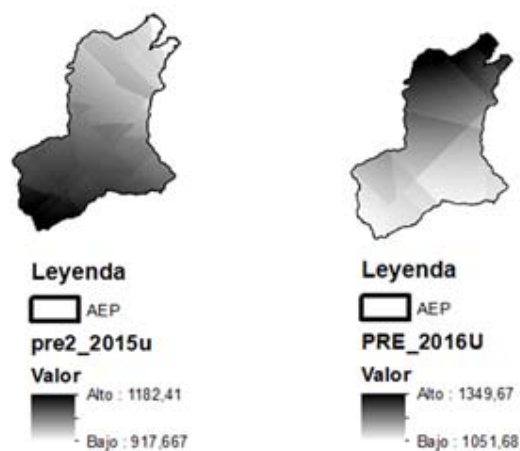 Leyenda
AEP
pre2_2015u
Valor
Alto : 1182,41
Bajo : 917,667
Leyenda
AEP
PRE_2016U
Valor
Alto : 1349,67
Bajo : 1051,68